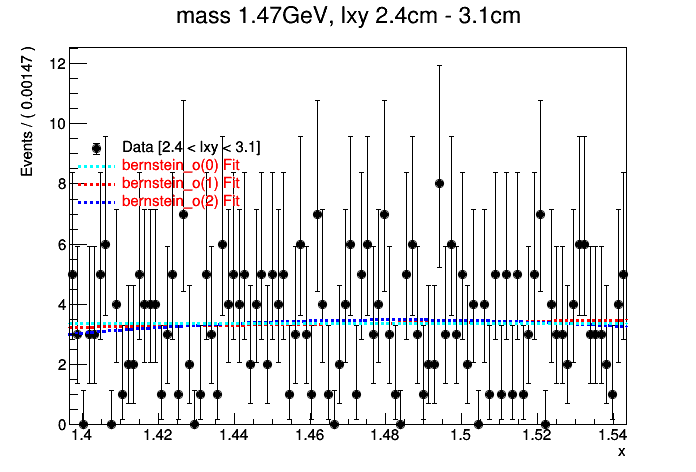 mass 1.47GeV, lxy 2.4cm - 3.1cm
Events / ( 0.00147 )
12
10
8
6
4
2
0
Data [2.4 < lxy < 3.1]
bernstein_o(0) Fit
bernstein_o(1) Fit
bernstein_o(2) Fit
1.4 1.42 1.44 1.46 1.48 1.5 1.52 1.54
x